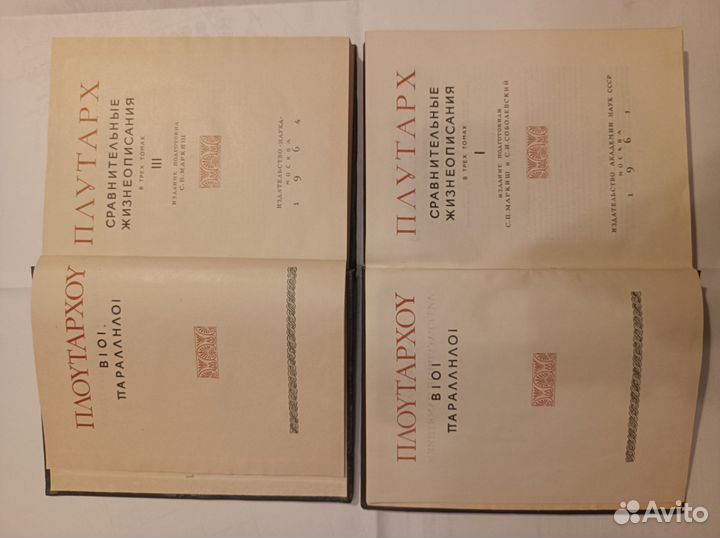 ΠΛΟΥΤΑΡΧΟΥ
ΒΙΟΙ
ΠΑΡΑΛΛΗΛΟΙ
ПЛУТАРХ
СРАВНИТЕЛЬНЫЕ
ЖИЗНЕОПИСАНИЯ
В ТРЕХ ТОМАХ
III
ИЗДАНИЕ ПОДГОТОВИЛ
С.П. МАРКИШ
ИЗДАТЕЛЬСТВО «НАУКА»
МОСКВА
1964
ΠΛΟΥΤΑΡΧΟΥ
ΒΙΟΙ
ΠΑΡΑΛΛΗΛΟΙ
ПЛУТАРХ
СРАВНИТЕЛЬНЫЕ
ЖИЗНЕОПИСАНИЯ
В ТРЕХ ТОМАХ
I
ИЗДАНИЕ ПОДГОТОВИЛИ
С.П. МАРКИШ и С.И. СОБОЛЕВСКИЙ
ИЗДАТЕЛЬСТВО АКАДЕМИИ НАУК СССР
МОСКВА
1961
Avito